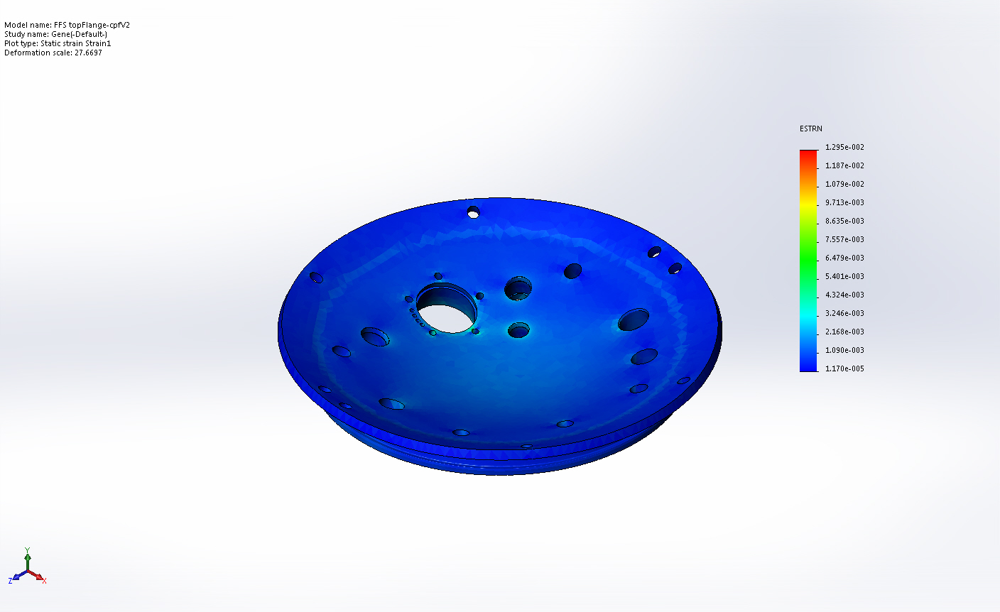 Model name: FFS topFlange-cpfV2
Study name: Gene(-Default-)
Plot type: Static strain Strain1
Deformation scale: 27.6697
ESTRN
1.295e-002
1.187e-002
1.079e-002
9.713e-003
8.635e-003
7.557e-003
6.479e-003
5.401e-003
4.324e-003
3.246e-003
2.168e-003
1.090e-003
1.170e-005
Y
Z
X